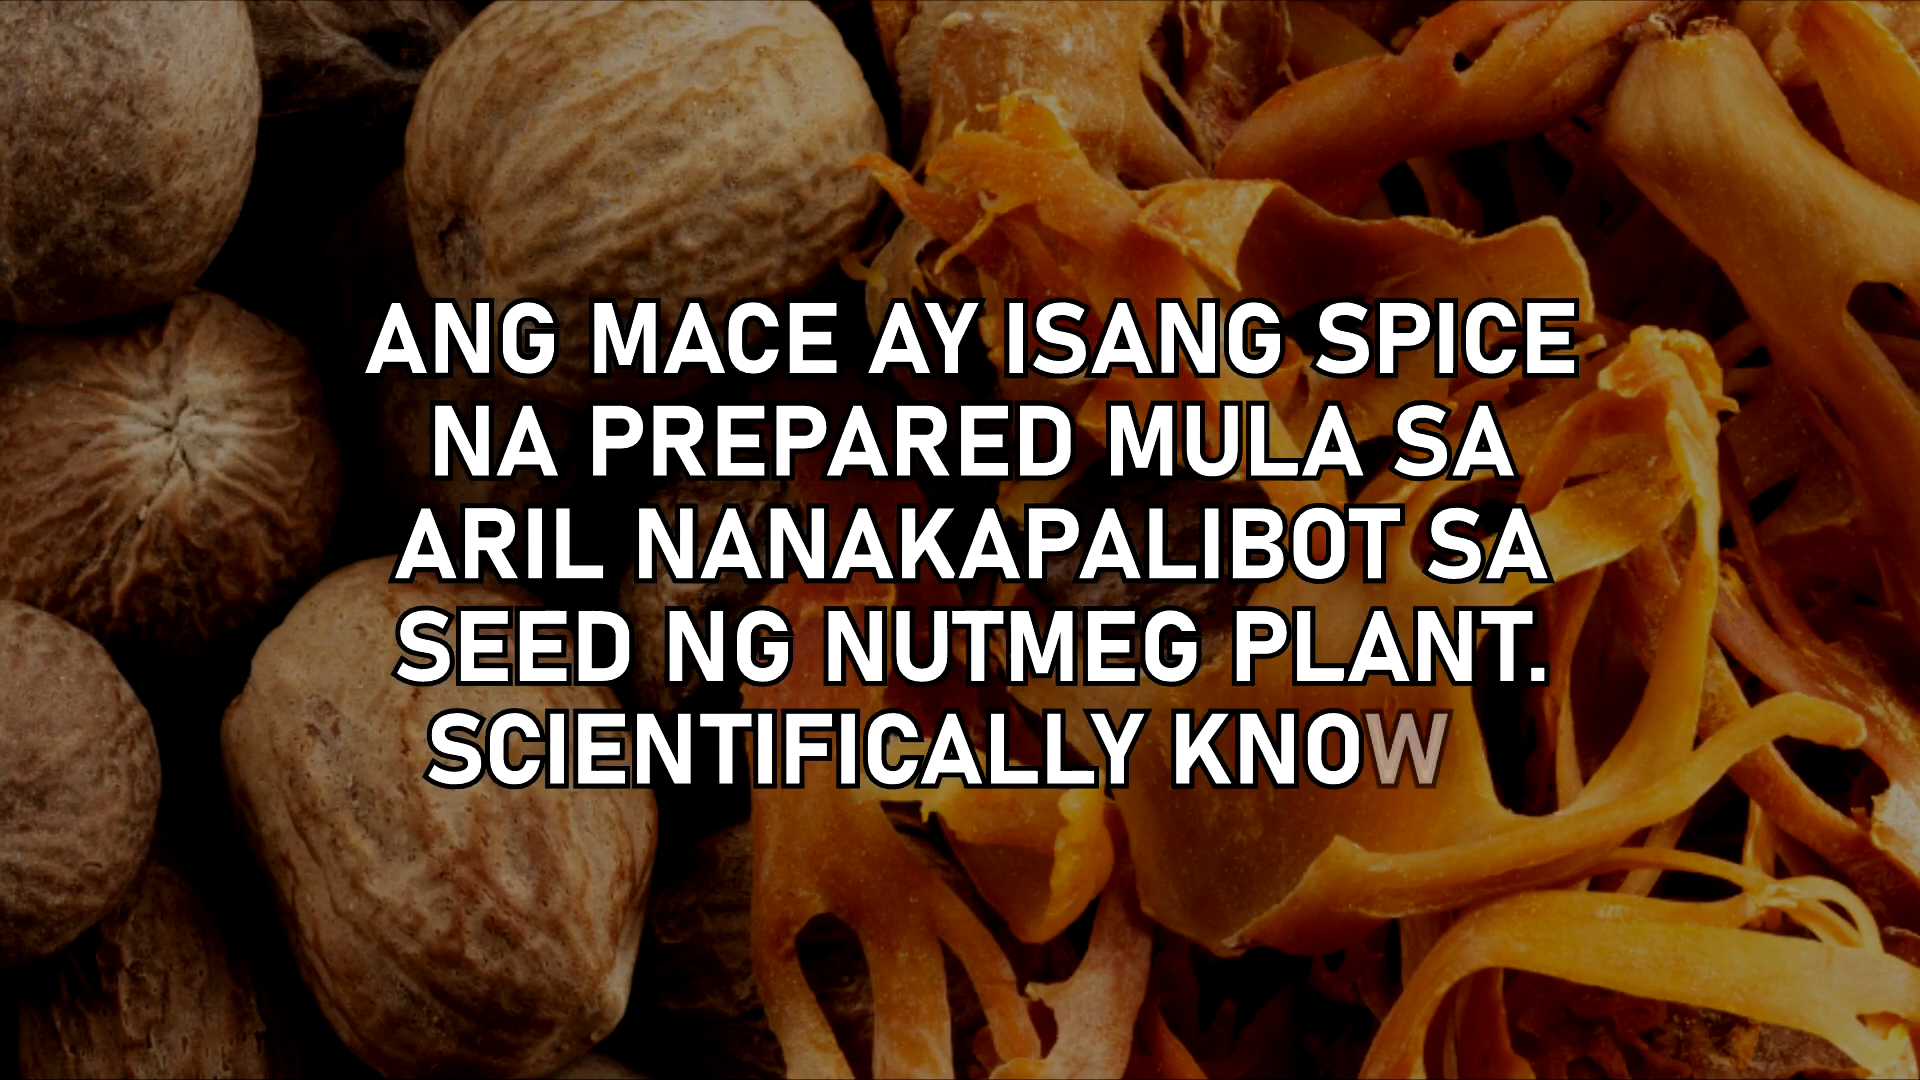 ANG MACE AY ISANG SPICE
NA PREPARED MULA SA
ARIL NANAKAPALIBOT SA
SEED NG NUTMEG PLANT.
SCIENTIFICALLY KNOW